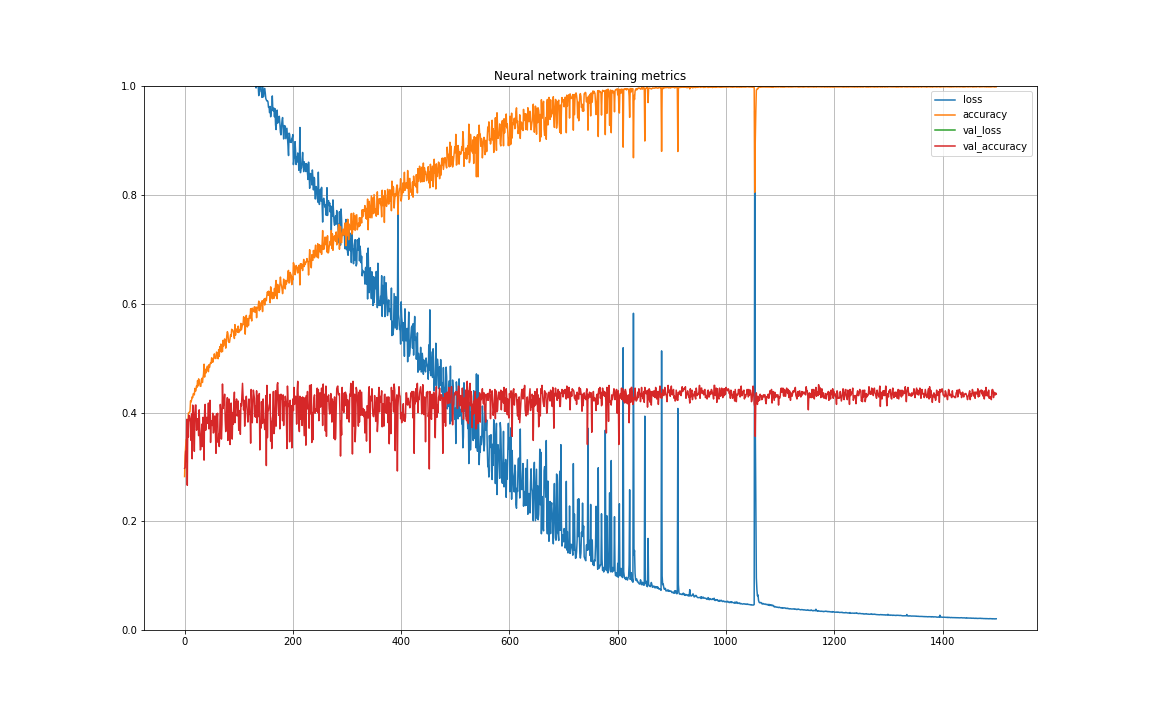 Neural network training metrics
1.0
0.8
0.6
0.4
0.2
0.0
0 200 400 600 800 1000 1200 1400
loss
accuracy
val_loss
val_accuracy